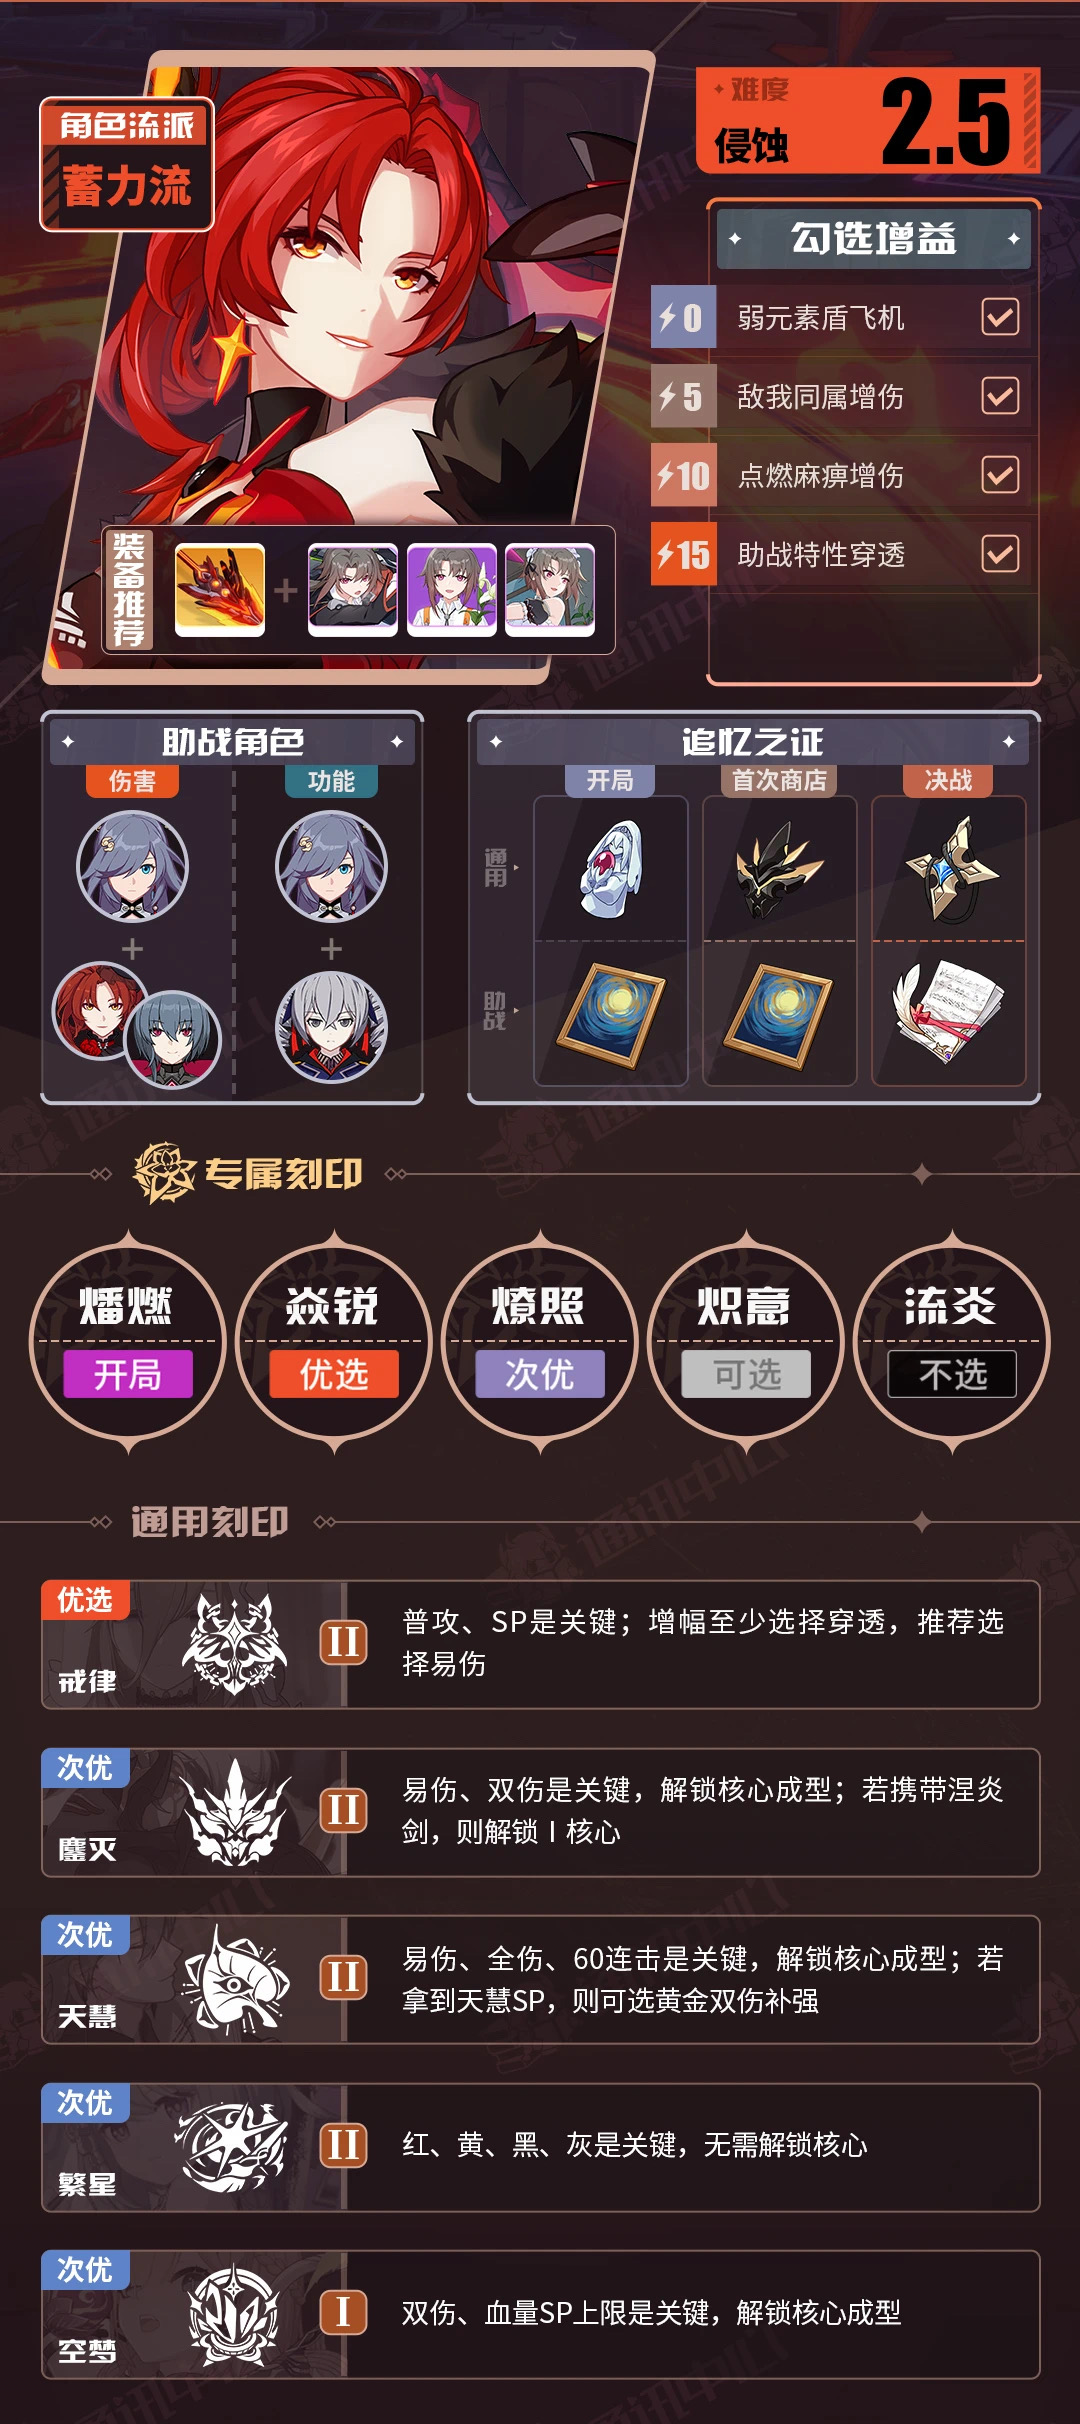 角色流派
蓄力流
难度
侵蚀
2.5
勾选增益
0 弱元素盾飞机
5 敌我同属增伤
10 点燃麻痹增伤
15 助战特性穿透
装备推荐
+
助战角色
伤害 功能
+ +
追忆之证
开局 首次商店 决战
通用
助战
专属刻印
燔燃 焱锐 燎照 炽意 流炎
开局 优选 次优 可选 不选
通用刻印
优选
戒律
II
普攻、SP是关键；增幅至少选择穿透，推荐选
择易伤
次优
鏖灭
II
易伤、双伤是关键，解锁核心成型；若携带涅炎
剑，则解锁 I 核心
次优
天慧
II
易伤、全伤、60连击是关键，解锁核心成型；若
拿到天慧SP，则可选黄金双伤补强
次优
繁星
II
红、黄、黑、灰是关键，无需解锁核心
次优
空梦
I
双伤、血量SP上限是关键，解锁核心成型
通讯中心